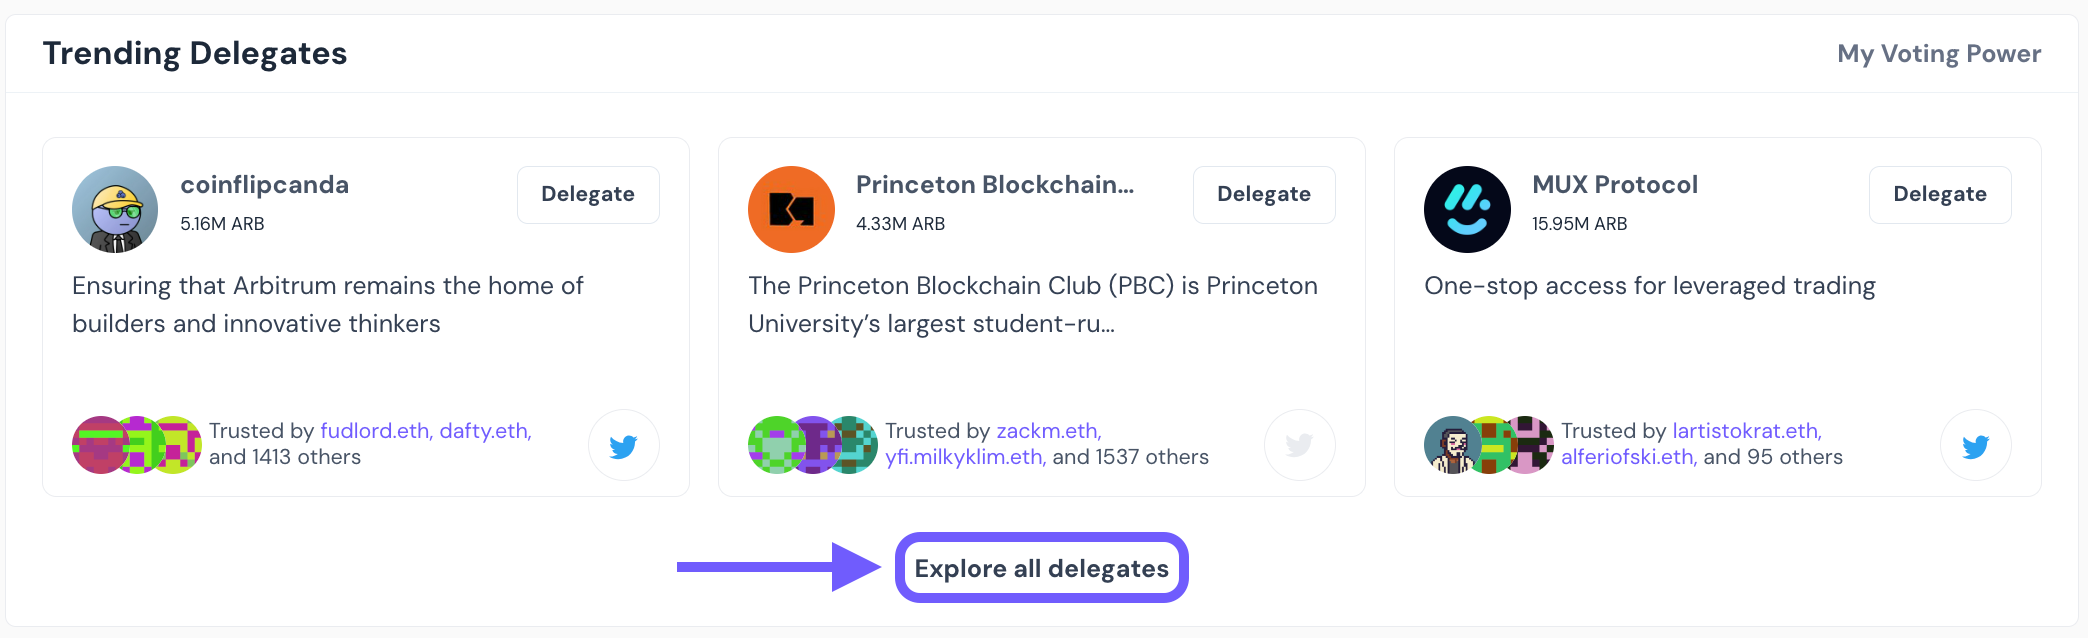 Trending Delegates
My Voting Power
coinflipcanda
Delegate
5.16M ARB
Ensuring that Arbitrum remains the home of
builders and innovative thinkers
Trusted by fudlord.eth, dafty.eth,
and 1413 others
Princeton Blockchain...
Delegate
4.33M ARB
The Princeton Blockchain Club (PBC) is Princeton
University’s largest student-ru...
Trusted by zackm.eth,
yfi.milkyklim.eth, and 1537 others
MUX Protocol
Delegate
15.95M ARB
One-stop access for leveraged trading
Trusted by lartistokrat.eth,
alferiofski.eth, and 95 others
Explore all delegates